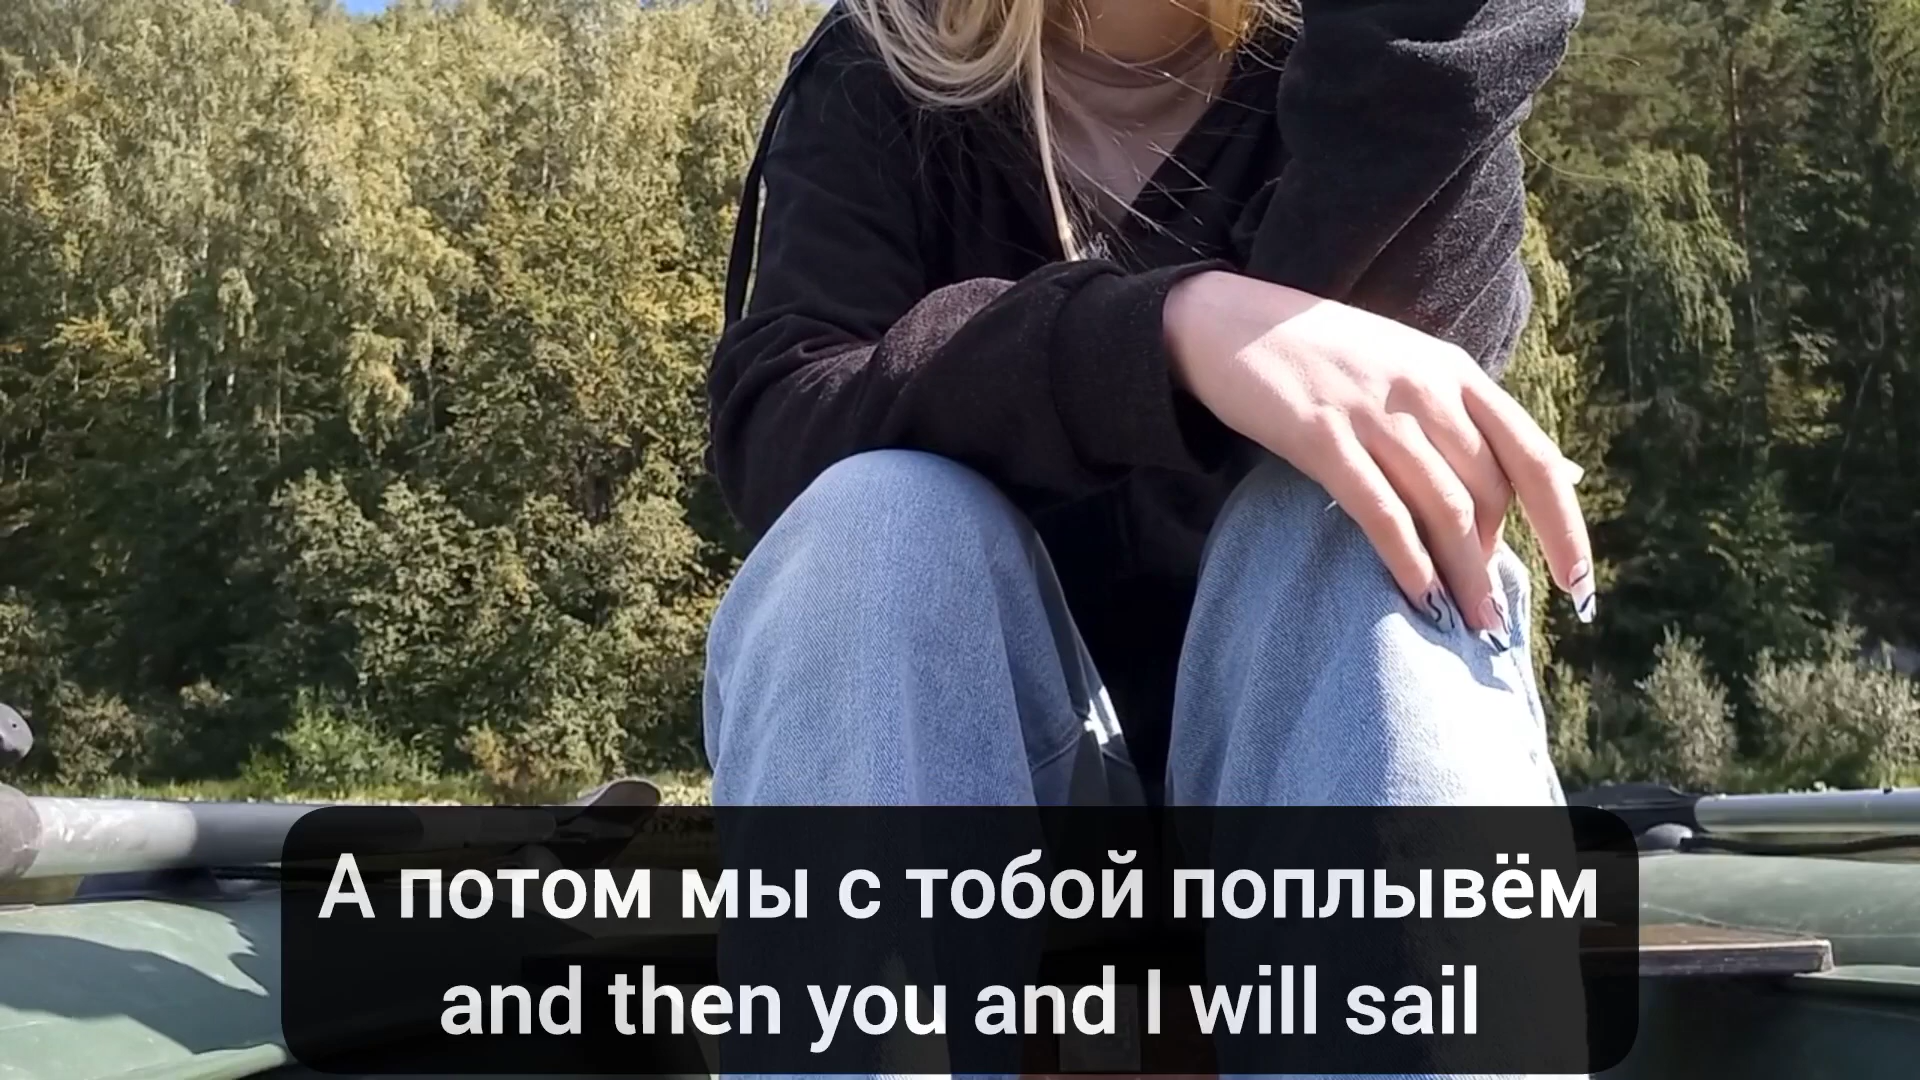 А потом мы с тобой поплывём
and then you and I will sail